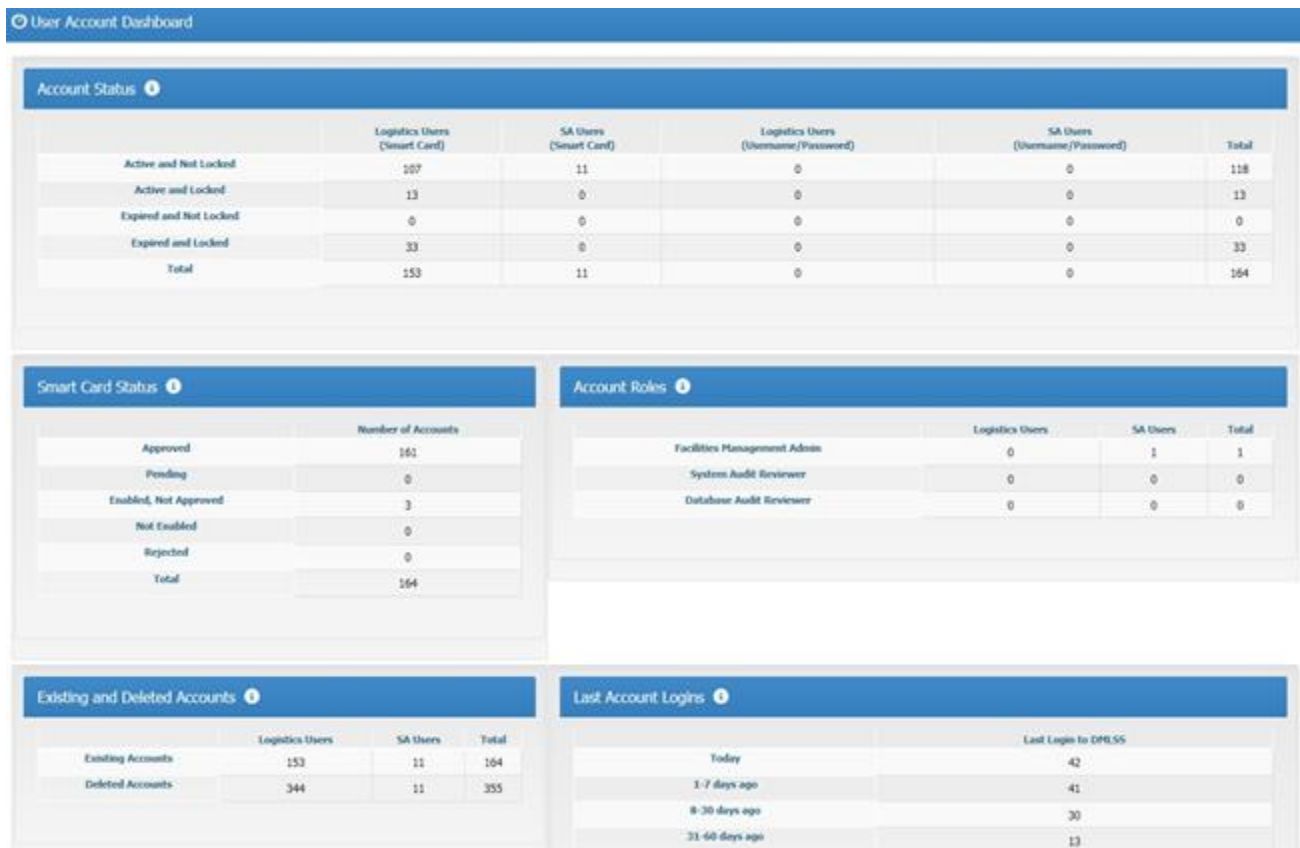 User Account Dashboard
Account Status
Logistics Users (Smart Card) SA Users (Smart Card) Logistics Users (Username/Password) SA Users (Username/Password) Total
Active and Not Locked 107 11 0 0 118
Active and Locked 13 0 0 0 13
Expired and Not Locked 0 0 0 0 0
Expired and Locked 33 0 0 0 33
Total 153 11 0 0 164
Smart Card Status
Number of Accounts
Approved 161
Pending 0
Enabled, Not Approved 3
Not Enabled 0
Rejected 0
Total 164
Account Roles
Logistics Users SA Users Total
Facilities Management Admin 0 1 1
System Audit Reviewer 0 0 0
Database Audit Reviewer 0 0 0
Existing and Deleted Accounts
Logistics Users SA Users Total
Existing Accounts 153 11 164
Deleted Accounts 344 11 355
Last Account Logins
Last Login to DMLSS
Today 42
1-7 days ago 41
8-30 days ago 30
31-60 days ago 13